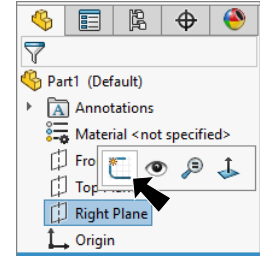 Part1 (Default)
A Annotations
Material <not specified>
Fro
Top
Right Plane
Origin